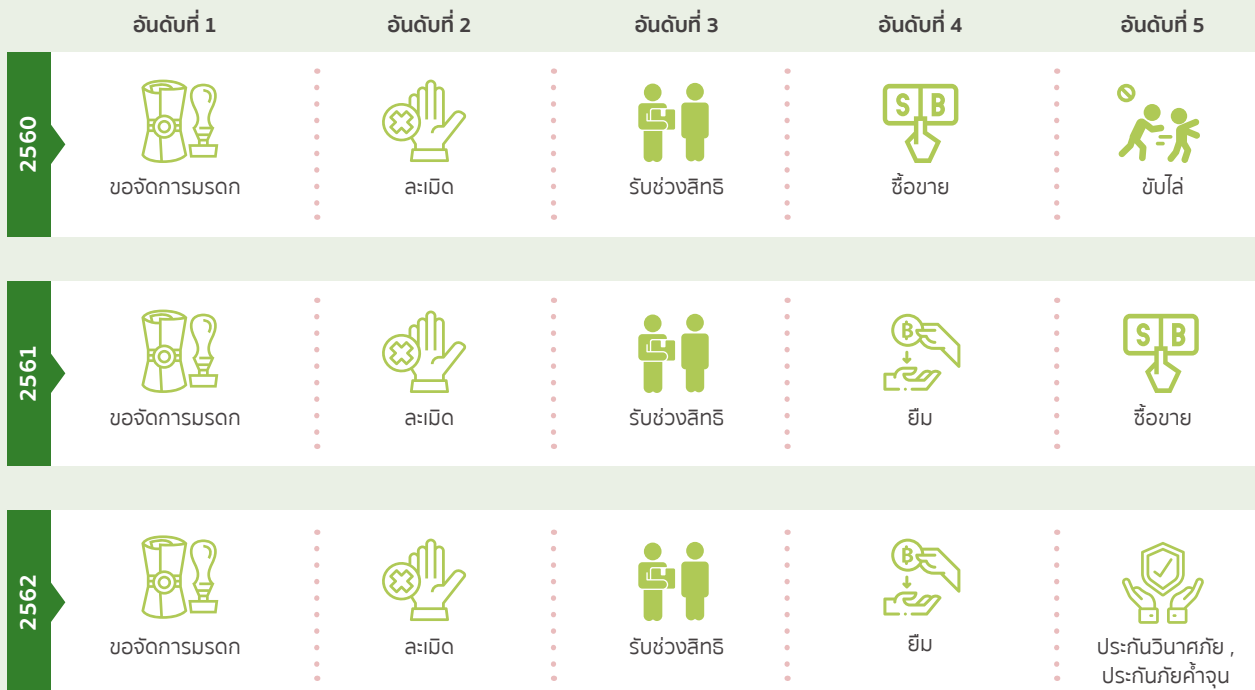 อันดับที่ 1 อันดับที่ 2 อันดับที่ 3 อันดับที่ 4 อันดับที่ 5
2560
S B
ขอจัดการมรดก ละเมิด รับช่วงสิทธิ ซื้อขาย ขับไล่
2561
฿ S B
ขอจัดการมรดก ละเมิด รับช่วงสิทธิ ยืม ซื้อขาย
2562
฿
ขอจัดการมรดก ละเมิด รับช่วงสิทธิ ยืม ประกันวินาศภัย ,
ประกันภัยค้ำจุน